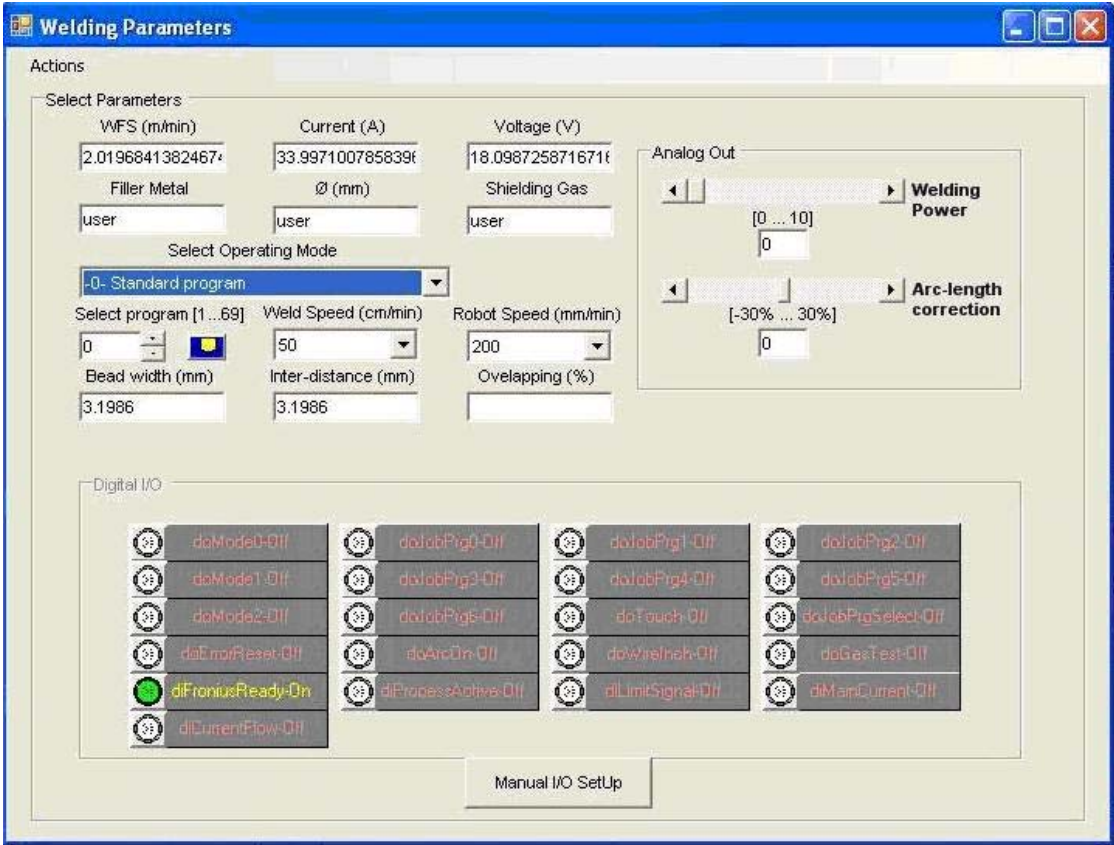 Welding Parameters
Actions
Select Parameters
WFS (m/min) Current (A) Voltage (V)
2.01968413824674 33.9971007858396 18.0987258716716
Filler Metal Ø (mm) Shielding Gas
user user user
Select Operating Mode
-0- Standard program
Select program [1...69] Weld Speed (cm/min) Robot Speed (mm/min)
0 50 200
Bead width (mm) Inter-distance (mm) Ovelapping (%)
3.1986 3.1986
Analog Out
Welding
Power
[0 ... 10]
0
Arc-length
correction
[-30% ... 30%]
0
Digital I/O
doMode0-Off doJobPrg0-Off doJobPrg1-Off doJobPrg2-Off
doMode1-Off doJobPrg3-Off doJobPrg4-Off doJobPrg5-Off
doMode2-Off doJobPrg6-Off doTouch-Off doJobPrgSelect-Off
doErrorReset-Off doArcOn-Off doWireInch-Off doGasTest-Off
diFroniusReady-On diProcessActive-Off diLimitSignal-Off diMainCurrent-Off
diCurrentFlow-Off
Manual I/O SetUp